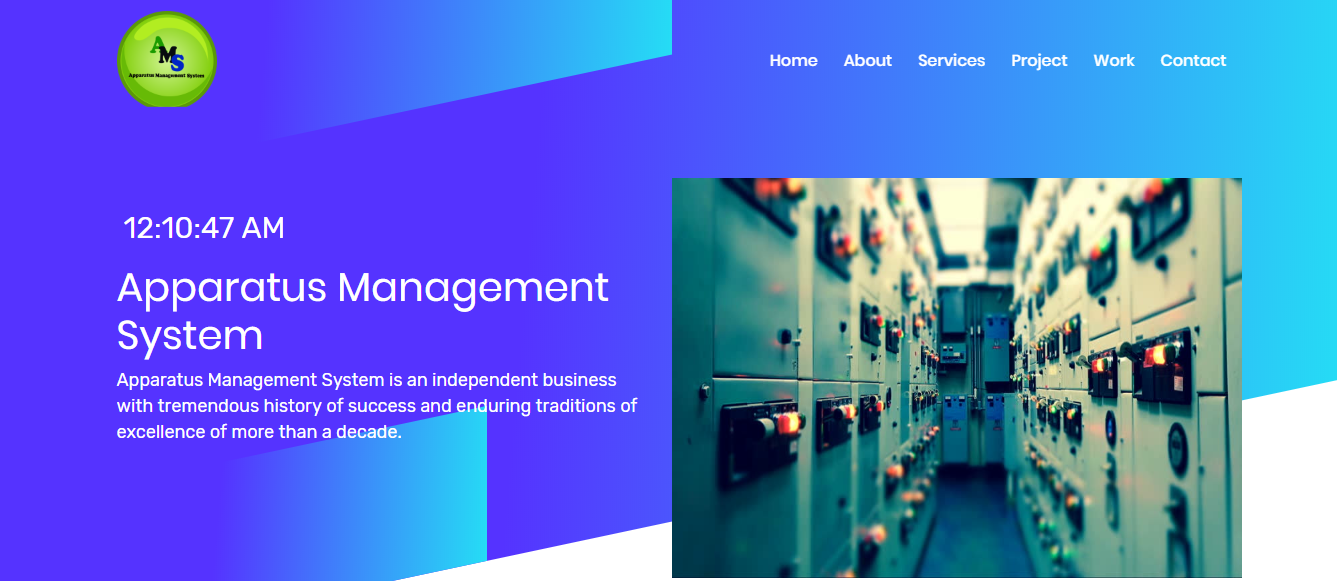 AMS
Apparatus Management System
Home About Services Project Work Contact
12:10:47 AM
Apparatus Management
System
Apparatus Management System is an independent business
with tremendous history of success and enduring traditions of
excellence of more than a decade.